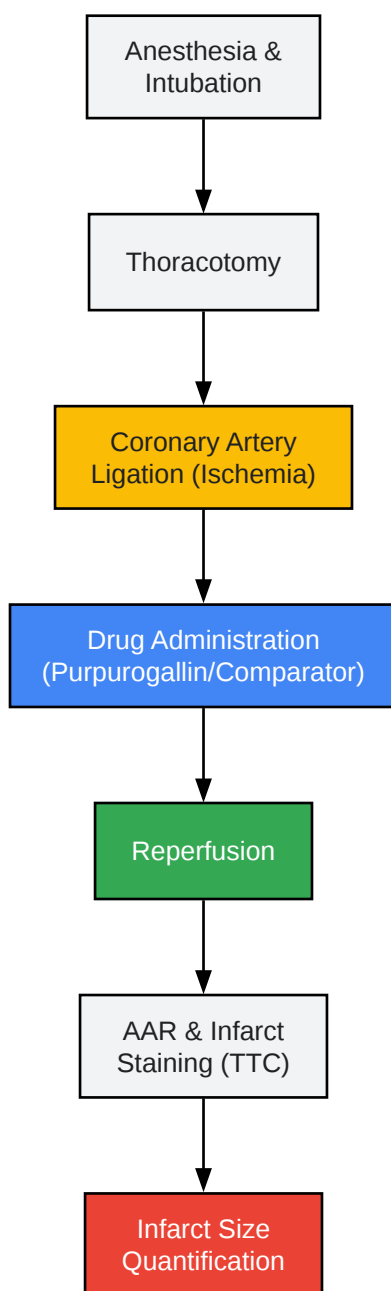 Anesthesia &
Intubation
Thoracotomy
Coronary Artery
Ligation (Ischemia)
Drug Administration
(Purpurogallin/Comparator)
Reperfusion
AAR & Infarct
Staining (TTC)
Infarct Size
Quantification